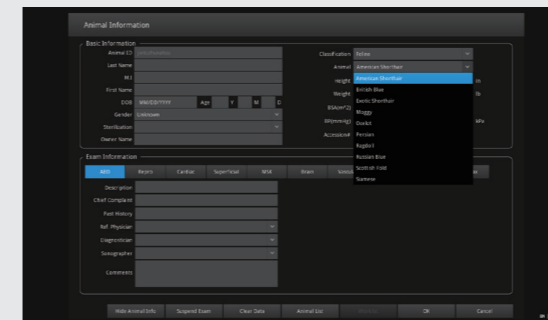 Animal Information
Basic Information
Animal ID
Last Name
M.I
First Name
DOB MM/DD/YYYY Age Y M D
Gender Unknown
Sterilization
Owner Name
Classification Feline
Animal American Shorthair
Height in
Weight lb
BSA(m^2)
BP(mmHg) kPa
Accession#
American Shorthair
British Blue
Exotic Shorthair
Moggy
Ocelot
Persian
Ragdoll
Russian Blue
Scottish Fold
Siamese
Exam Information
ABD Repro Cardiac Superficial MSK Brain
Description
Chief Complaint
Past History
Ref. Physician
Diagnostician
Sonographer
Comments
Hide Animal Info Suspend Exam Clear Data Animal List OK Cancel